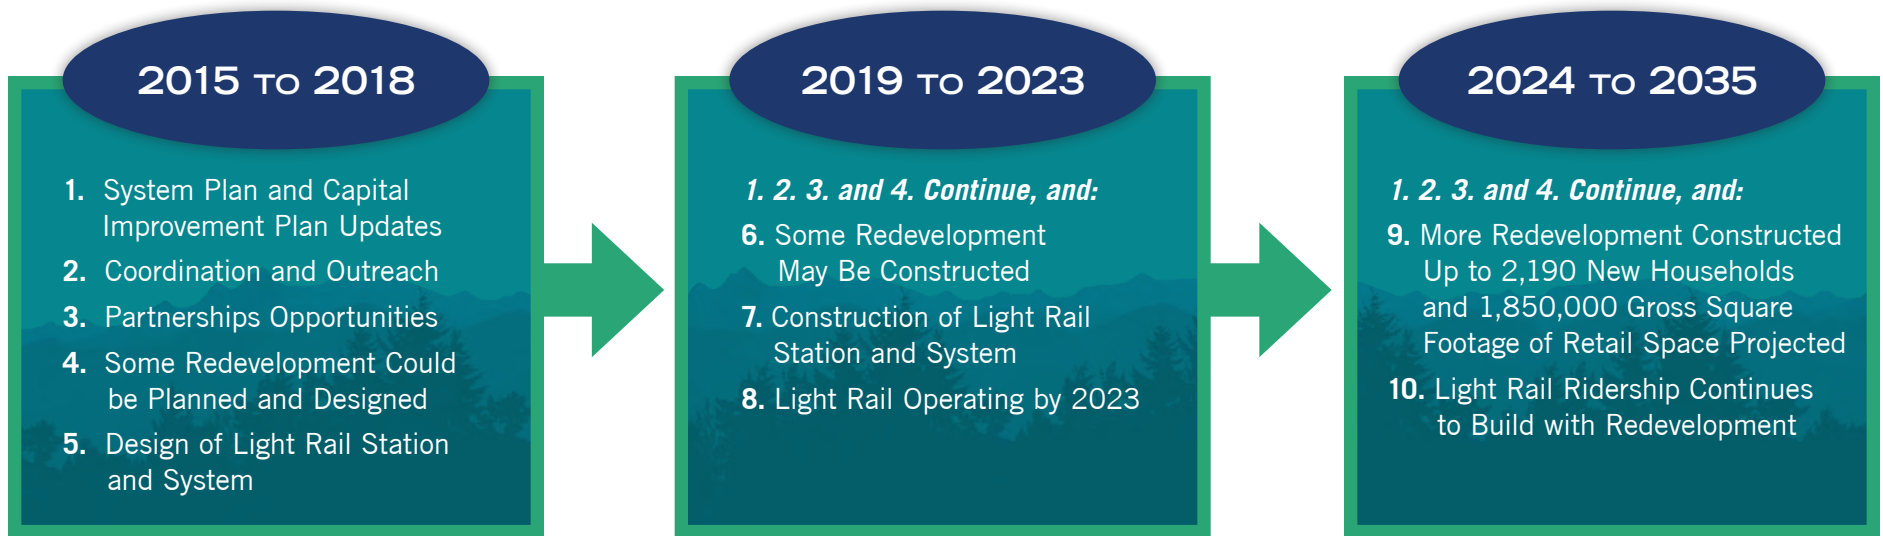 2015 TO 2018
1. System Plan and Capital
Improvement Plan Updates
2. Coordination and Outreach
3. Partnerships Opportunities
4. Some Redevelopment Could
be Planned and Designed
5. Design of Light Rail Station
and System
2019 TO 2023
1. 2. 3. and 4. Continue, and:
6. Some Redevelopment
May Be Constructed
7. Construction of Light Rail
Station and System
8. Light Rail Operating by 2023
2024 TO 2035
1. 2. 3. and 4. Continue, and:
9. More Redevelopment Constructed
Up to 2,190 New Households
and 1,850,000 Gross Square
Footage of Retail Space Projected
10. Light Rail Ridership Continues
to Build with Redevelopment